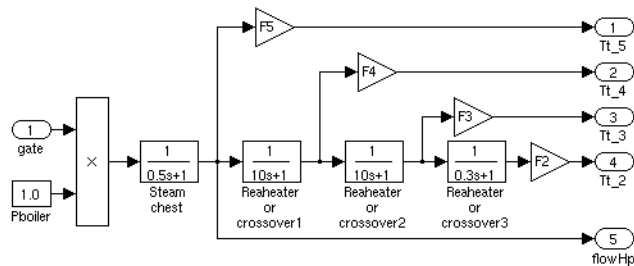 F5
1
Tt_5
F4
2
Tt_4
F3
3
Tt_3
1
gate
×
1
0.5s+1
Steam
chest
1
10s+1
Reaheater
or
crossover1
1
10s+1
Reaheater
or
crossover2
1
0.3s+1
Reaheater
or
crossover3
F2
4
Tt_2
1.0
Pboiler
5
flowHp